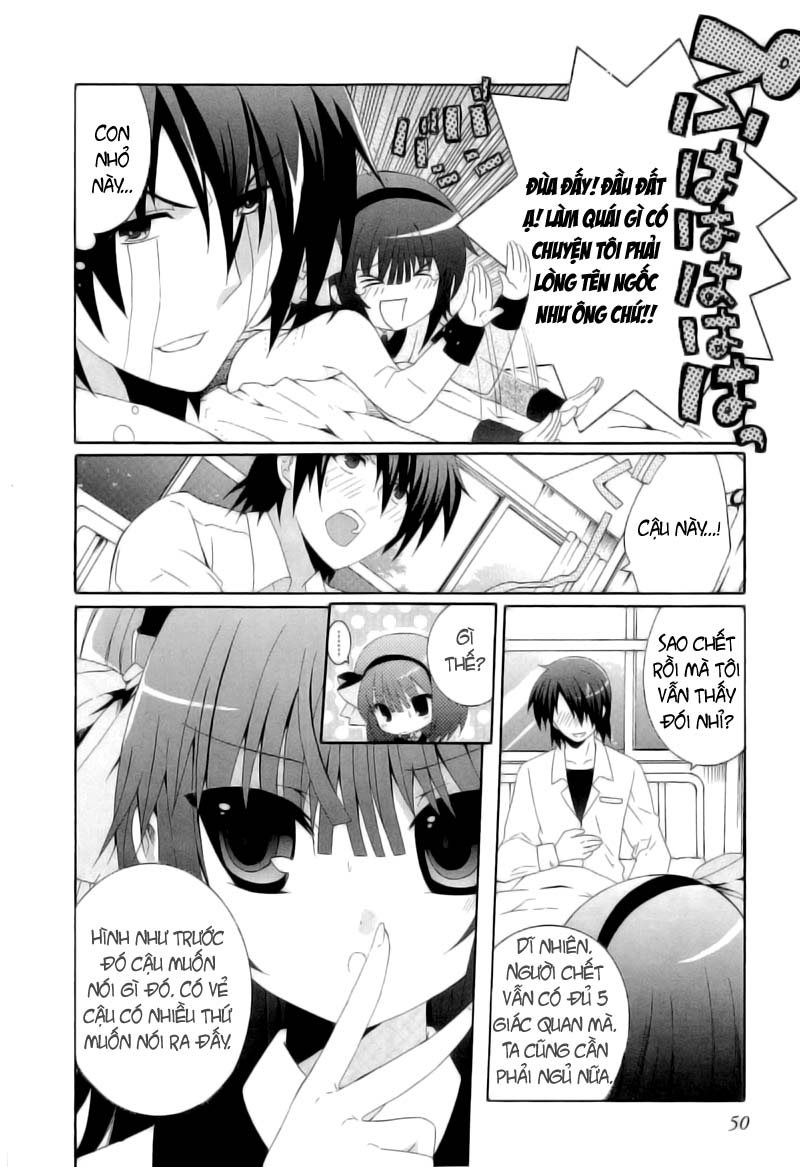 ぷはははははっ
ĐÙA ĐẤY! ĐẦU ĐẤT
Ạ! LÀM QUÁI GÌ CÓ
CHUYỆN TÔI PHẢI
LÒNG TÊN NGỐC
NHƯ ÔNG CHỨ!!
CON
NHỎ
NÀY...
CẬU NÀY...!
SAO CHẾT
RỒI MÀ TÔI
VẪN THẤY
ĐÓI NHỈ?
DĨ NHIÊN,
NGƯỜI CHẾT
VẪN CÓ ĐỦ 5
GIÁC QUAN MÀ,
TA CŨNG CẦN
PHẢI NGỦ NỮA.
GÌ
THẾ?
......
HÌNH NHƯ TRƯỚC
ĐÓ CẬU MUỐN
NÓI GÌ ĐÓ. CÓ VẺ
CẬU CÓ NHIỀU THỨ
MUỐN NÓI RA ĐẤY.
50